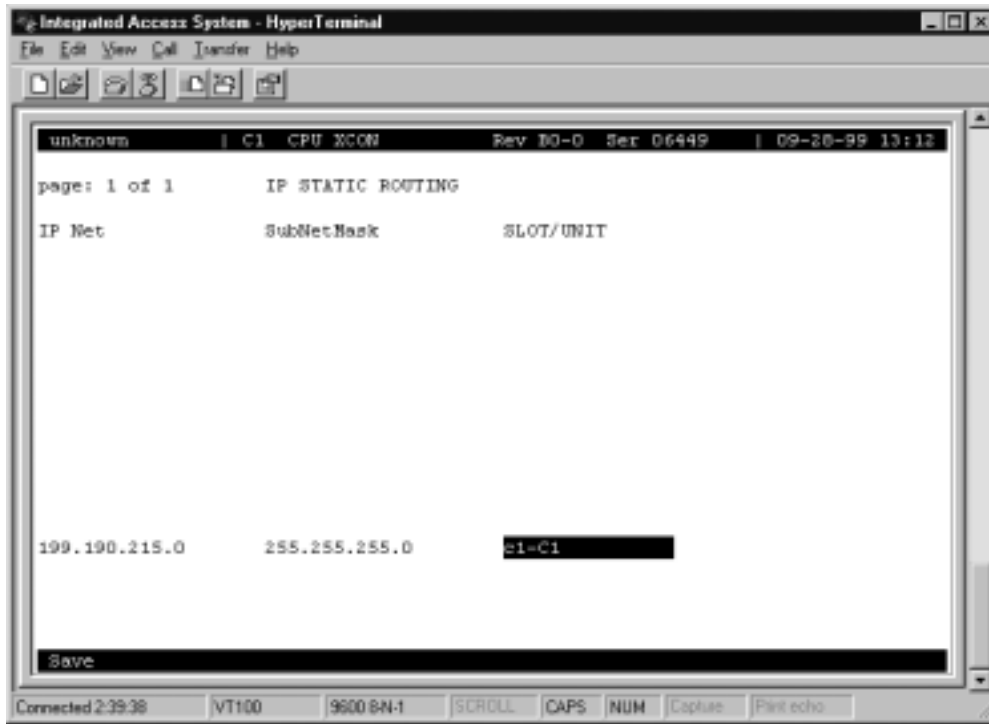 Integrated Access System - HyperTerminal
File Edit View Call Transfer Help
unknown | C1 CPU XCON Rev B0-0 Ser 06449 | 09-28-99 13:12
page: 1 of 1 IP STATIC ROUTING
IP Net SubNetMask SLOT/UNIT
199.190.215.0 255.255.255.0 c1=C1
Save
Connected 2:39:38 VT100 9600 8-N-1 SCROLL CAPS NUM Capture Print echo